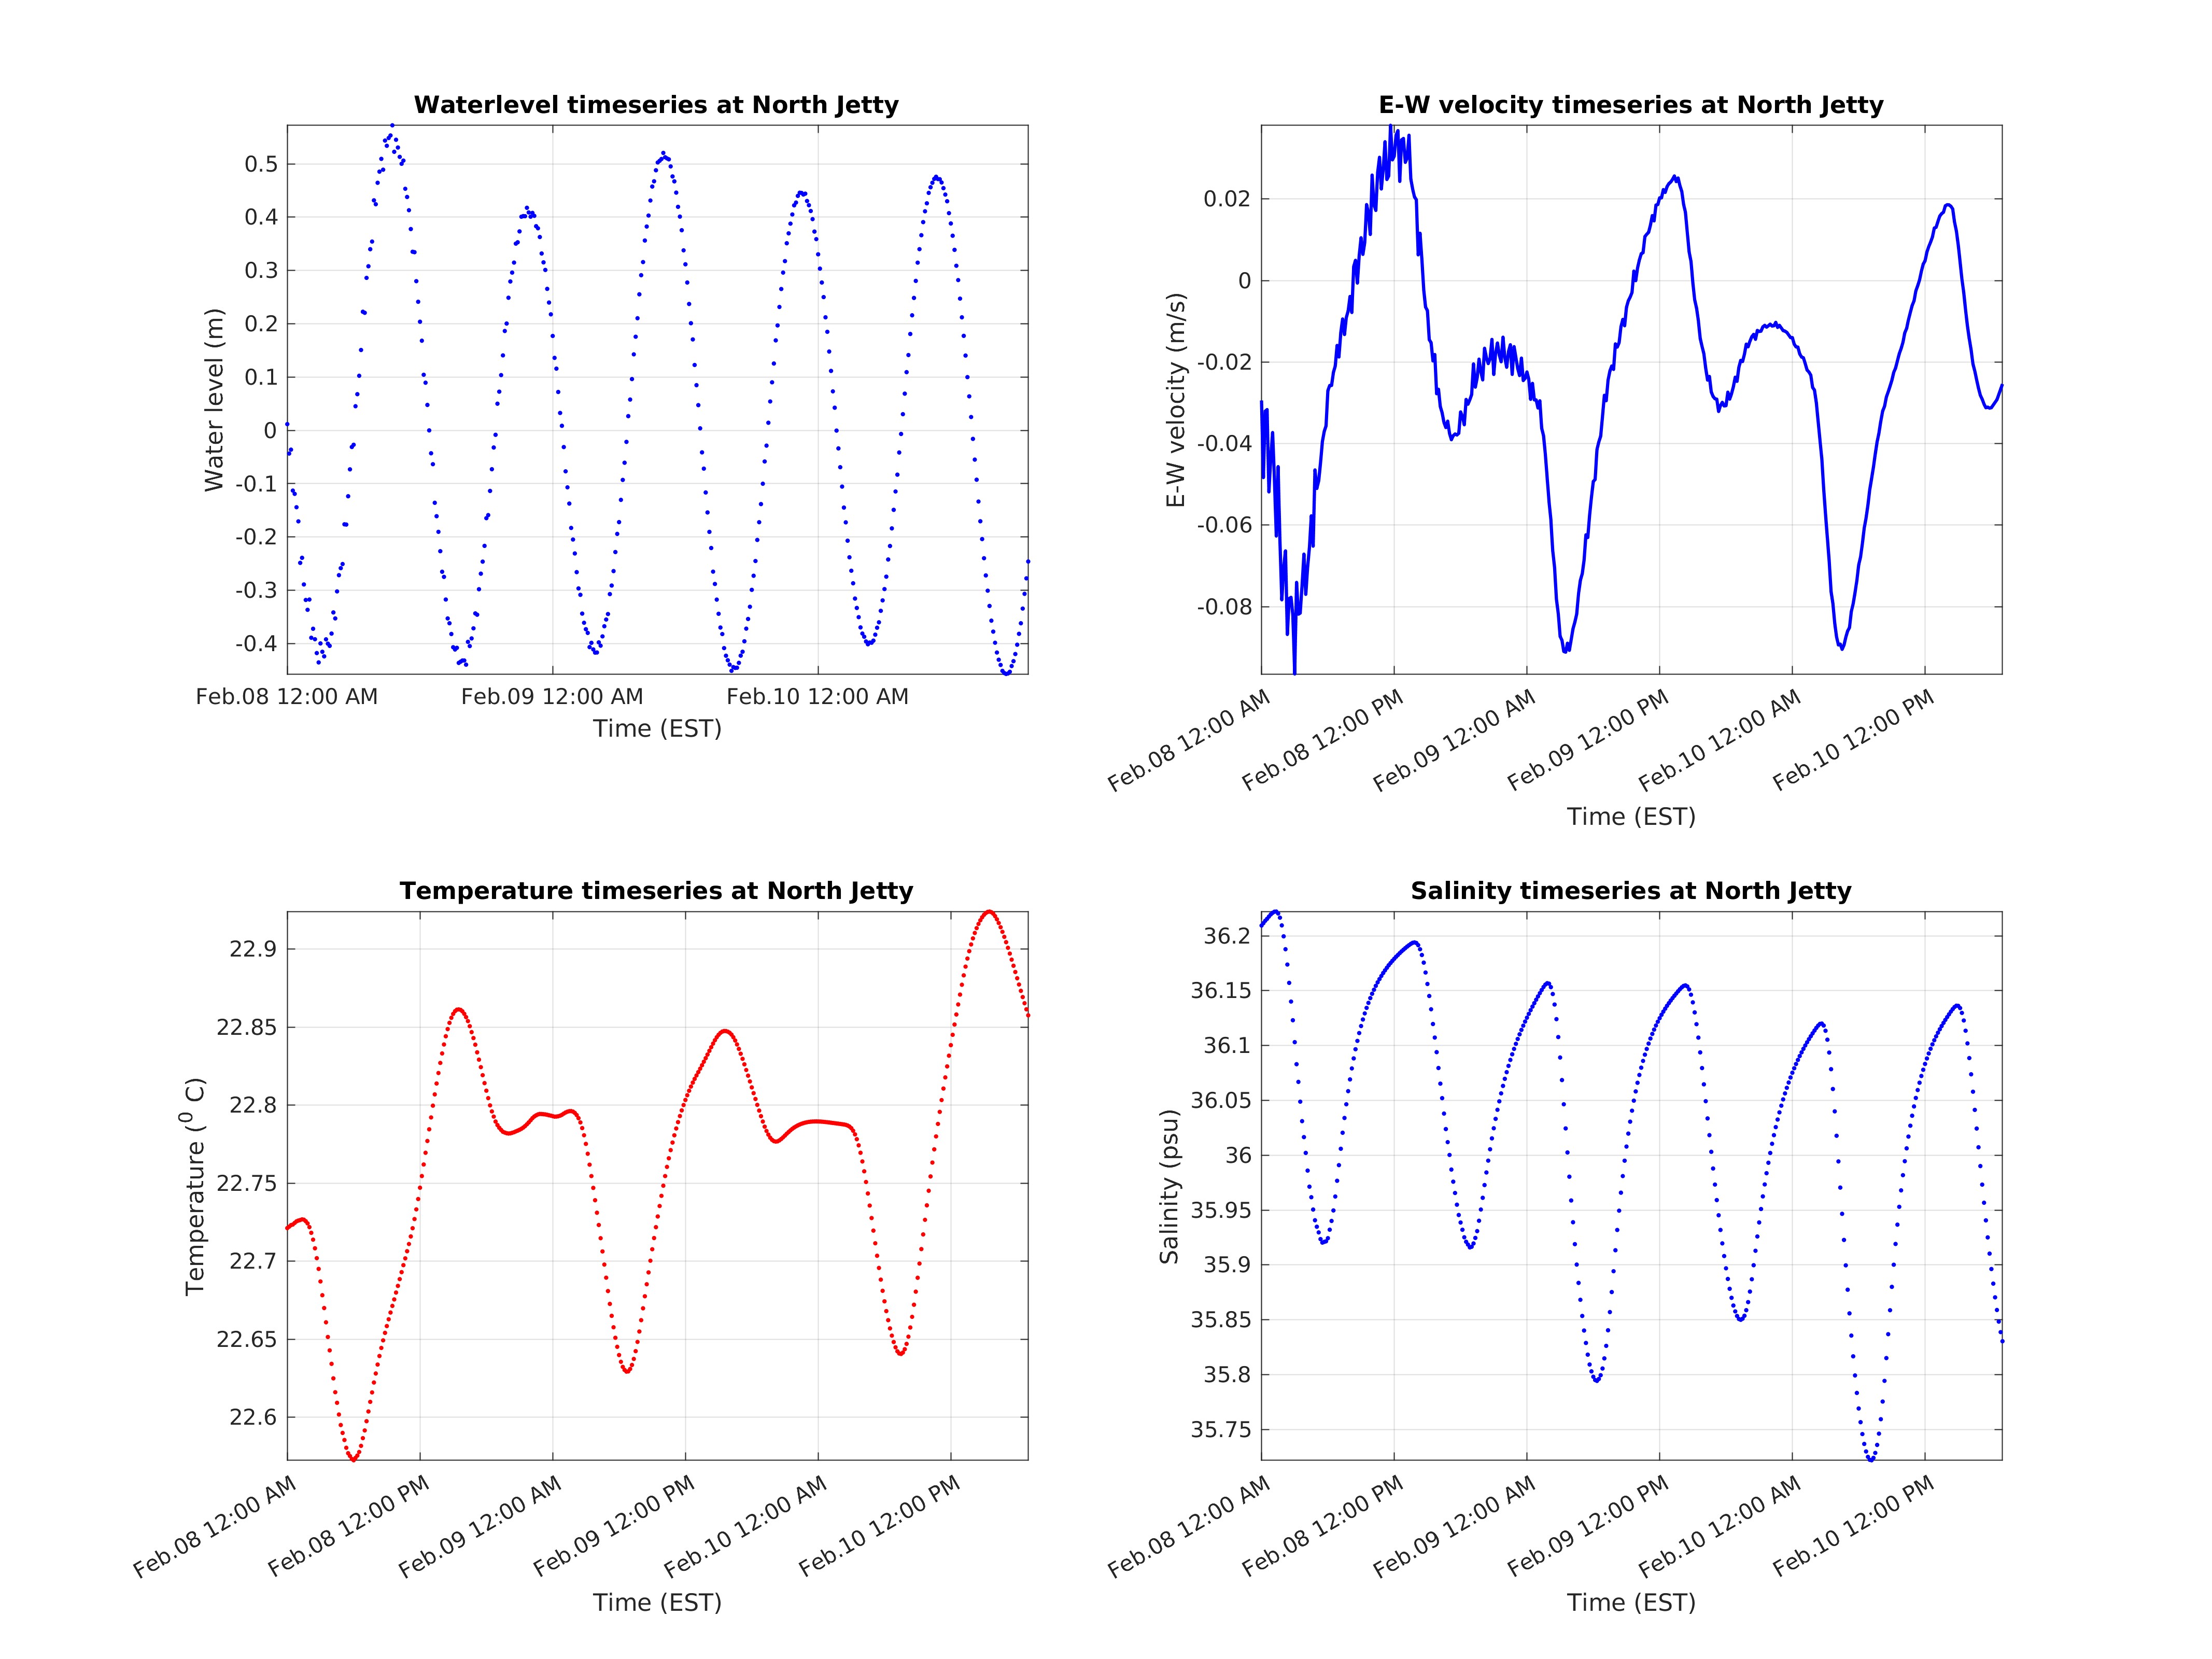 Waterlevel timeseries at North Jetty
0.5
0.4
0.3
0.2
0.1
0
-0.1
-0.2
-0.3
-0.4
Water level (m)
Feb.08 12:00 AM
Feb.09 12:00 AM
Feb.10 12:00 AM
Time (EST)
E-W velocity timeseries at North Jetty
0.02
0
-0.02
-0.04
-0.06
-0.08
E-W velocity (m/s)
Feb.08 12:00 AM
Feb.08 12:00 PM
Feb.09 12:00 AM
Feb.09 12:00 PM
Feb.10 12:00 AM
Feb.10 12:00 PM
Time (EST)
Temperature timeseries at North Jetty
22.9
22.85
22.8
22.75
22.7
22.65
22.6
Temperature (⁰ C)
Feb.08 12:00 AM
Feb.08 12:00 PM
Feb.09 12:00 AM
Feb.09 12:00 PM
Feb.10 12:00 AM
Feb.10 12:00 PM
Time (EST)
Salinity timeseries at North Jetty
36.2
36.15
36.1
36.05
36
35.95
35.9
35.85
35.8
35.75
Salinity (psu)
Feb.08 12:00 AM
Feb.08 12:00 PM
Feb.09 12:00 AM
Feb.09 12:00 PM
Feb.10 12:00 AM
Feb.10 12:00 PM
Time (EST)